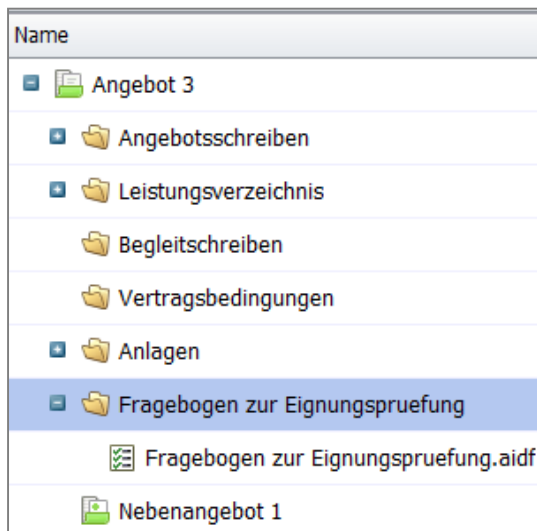 Name
Angebot 3
Angebotsschreiben
Leistungsverzeichnis
Begleitschreiben
Vertragsbedingungen
Anlagen
Fragebogen zur Eignungspruefung
Fragebogen zur Eignungspruefung.aidf
Nebenangebot 1